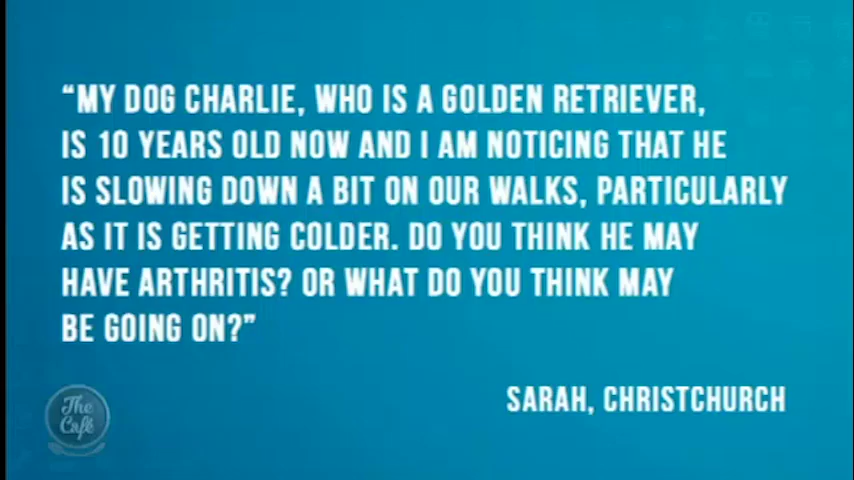 “MY DOG CHARLIE, WHO IS A GOLDEN RETRIEVER,
IS 10 YEARS OLD NOW AND I AM NOTICING THAT HE
IS SLOWING DOWN A BIT ON OUR WALKS, PARTICULARLY
AS IT IS GETTING COLDER. DO YOU THINK HE MAY
HAVE ARTHRITIS? OR WHAT DO YOU THINK MAY
BE GOING ON?”
SARAH, CHRISTCHURCH
The
Café